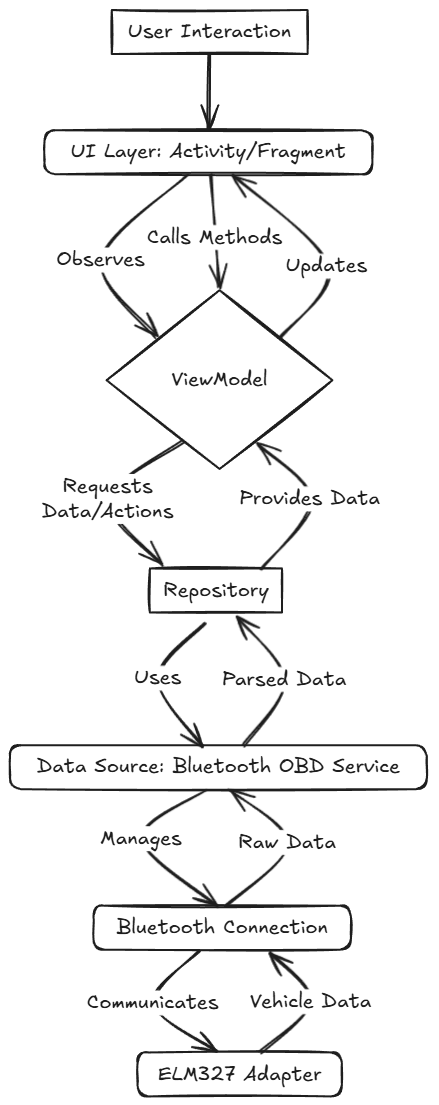 User Interaction
UI Layer: Activity/Fragment
Calls Methods
Observes
Updates
ViewModel
Requests
Data/Actions
Provides Data
Repository
Uses
Parsed Data
Data Source: Bluetooth OBD Service
Manages
Raw Data
Bluetooth Connection
Communicates
Vehicle Data
ELM327 Adapter